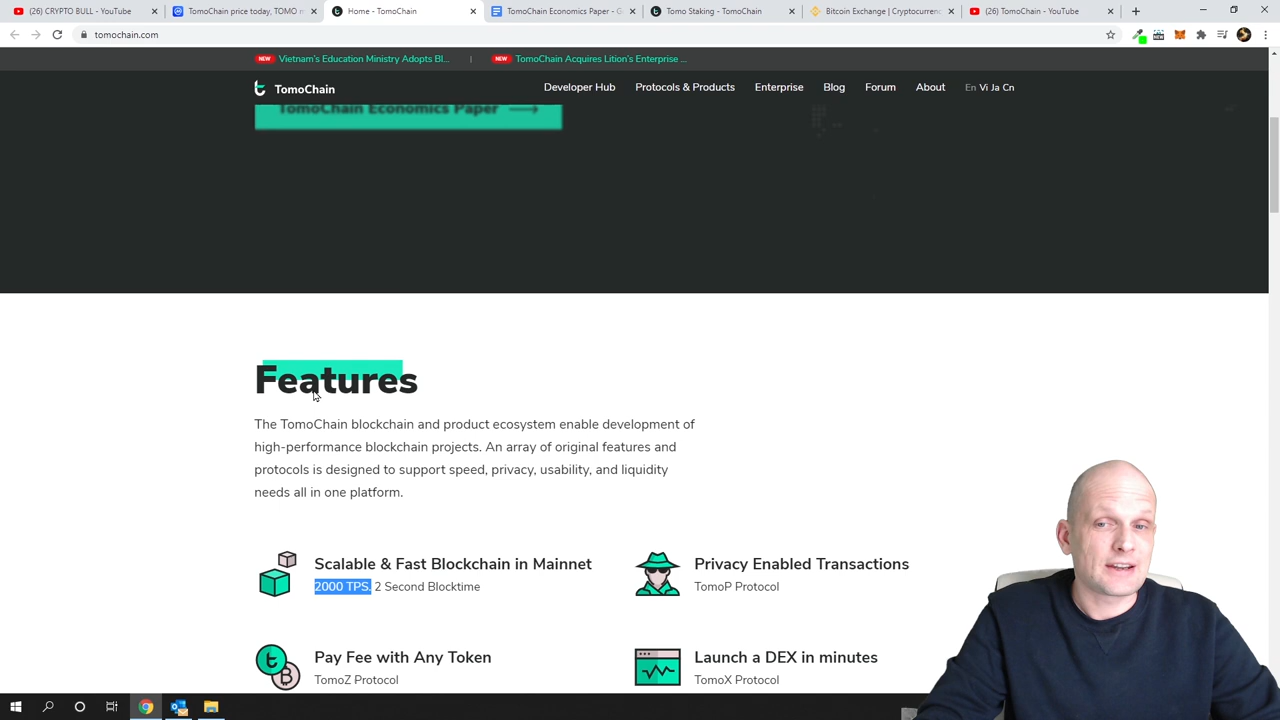 (26) CRYPTO BULL - YouTube
TomoChain price today, TOMO m
Home - TomoChain
TomoChain Economics Paper - G
Tomo Staking - TomoChain
Bitcoin Exchange | Cryptocurrenc
(26) TomoChain - YouTube
tomochain.com
NEW Vietnam's Education Ministry Adopts Bl... | NEW TomoChain Acquires Lition's Enterprise ...
TomoChain
Developer Hub Protocols & Products Enterprise Blog Forum About En Vi Ja Cn
TomoChain Economics Paper
Features
The TomoChain blockchain and product ecosystem enable development of
high-performance blockchain projects. An array of original features and
protocols is designed to support speed, privacy, usability, and liquidity
needs all in one platform.
Scalable & Fast Blockchain in Mainnet
2000 TPS. 2 Second Blocktime
Privacy Enabled Transactions
TomoP Protocol
Pay Fee with Any Token
TomoZ Protocol
Launch a DEX in minutes
TomoX Protocol